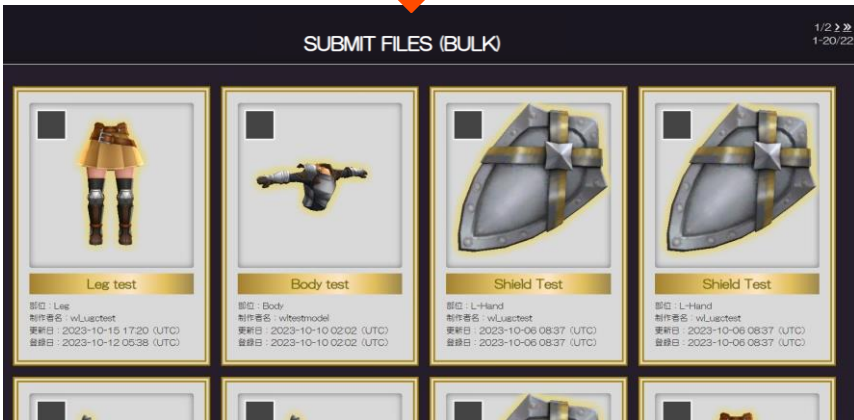 SUBMIT FILES (BULK)
1/2 > »
1-20/22
Leg test
部位 : Leg
制作者名 : wl_ugctest
更新日 : 2023-10-15 17:20 (UTC)
登録日 : 2023-10-12 05:38 (UTC)
Body test
部位 : Body
制作者名 : wltestmodel
更新日 : 2023-10-10 02:02 (UTC)
登録日 : 2023-10-10 02:02 (UTC)
Shield Test
部位 : L-Hand
制作者名 : wl_ugctest
更新日 : 2023-10-06 08:37 (UTC)
登録日 : 2023-10-06 08:37 (UTC)
Shield Test
部位 : L-Hand
制作者名 : wl_ugctest
更新日 : 2023-10-06 08:37 (UTC)
登録日 : 2023-10-06 08:37 (UTC)